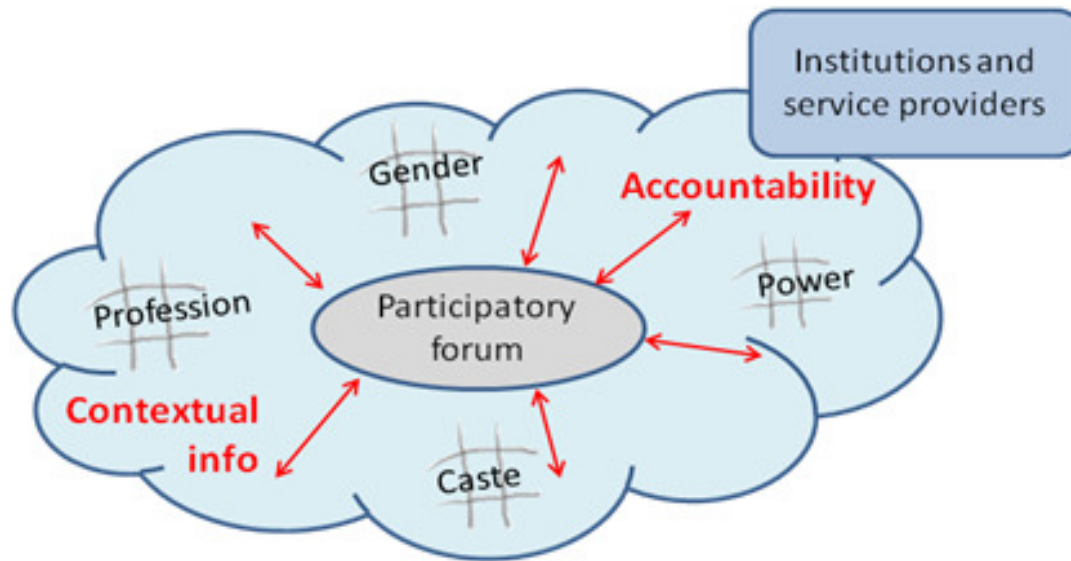 Institutions and
service providers
Gender
Accountability
Profession
Power
Participatory
forum
Contextual
info
Caste